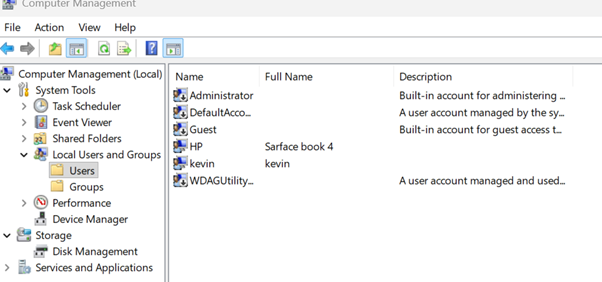 Computer Management
File Action View Help
Computer Management (Local)
System Tools
Task Scheduler
Event Viewer
Shared Folders
Local Users and Groups
Users
Groups
Performance
Device Manager
Storage
Disk Management
Services and Applications
Name Full Name Description
Administrator Built-in account for administering ...
DefaultAcco... A user account managed by the sy...
Guest Built-in account for guest access t...
HP Sarface book 4
kevin kevin
WDAGUtility... A user account managed and used...